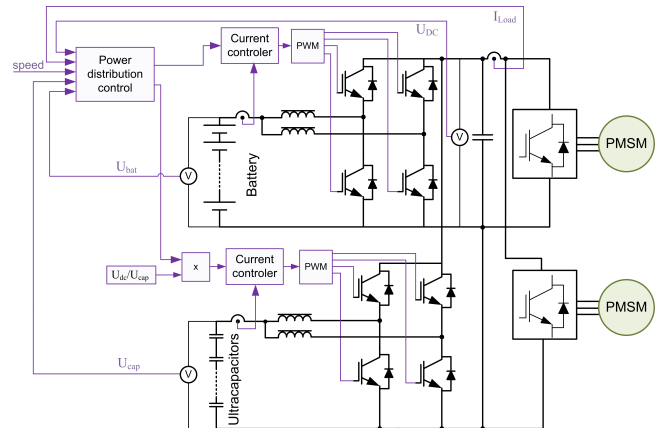 I_Load
U_DC
Current
controler
PWM
Power
distribution
control
speed
PMSM
V
Battery
U_bat
V
Current
controler
PWM
x
U_dc/U_cap
PMSM
Ultracapacitors
U_cap
V